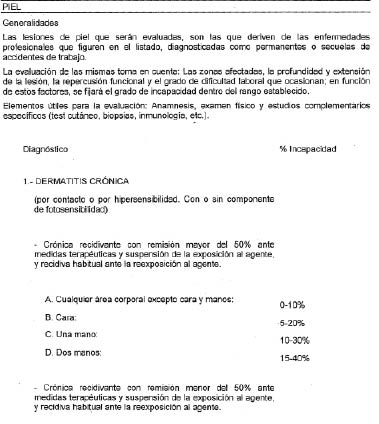 PIEL
Generalidades
Las lesiones de piel que serán evaluadas, son las que derivan de las enfermedades
profesionales que figuren en el listado, diagnosticadas como permanentes o secuelas de
accidentes de trabajo.
La evaluación de las mismas toma en cuenta: Las zonas afectadas, la profundidad y extensión
de la lesión, la repercusión funcional y el grado de dificultad laboral que ocasionan; en función
de estos factores, se fijará el grado de incapacidad dentro del rango establecido.
Elementos útiles para la evaluación: Anamnesis, examen físico y estudios complementarios
específicos (test cutáneo, biopsias, inmunología, etc.).
Diagnóstico % Incapacidad
1.- DERMATITIS CRÓNICA
(por contacto o por hipersensibilidad. Con o sin componente
de fotosensibilidad)
- Crónica recidivante con remisión mayor del 50% ante
medidas terapéuticas y suspensión de la exposición al agente,
y recidiva habitual ante la reexposición al agente.
A. Cualquier área corporal excepto cara y manos: 0-10%
B. Cara: 5-20%
C. Una mano: 10-30%
D. Dos manos: 15-40%
- Crónica recidivante con remisión menor del 50% ante
medidas terapéuticas y suspensión de la exposición al agente,
y recidiva habitual ante la reexposición al agente.